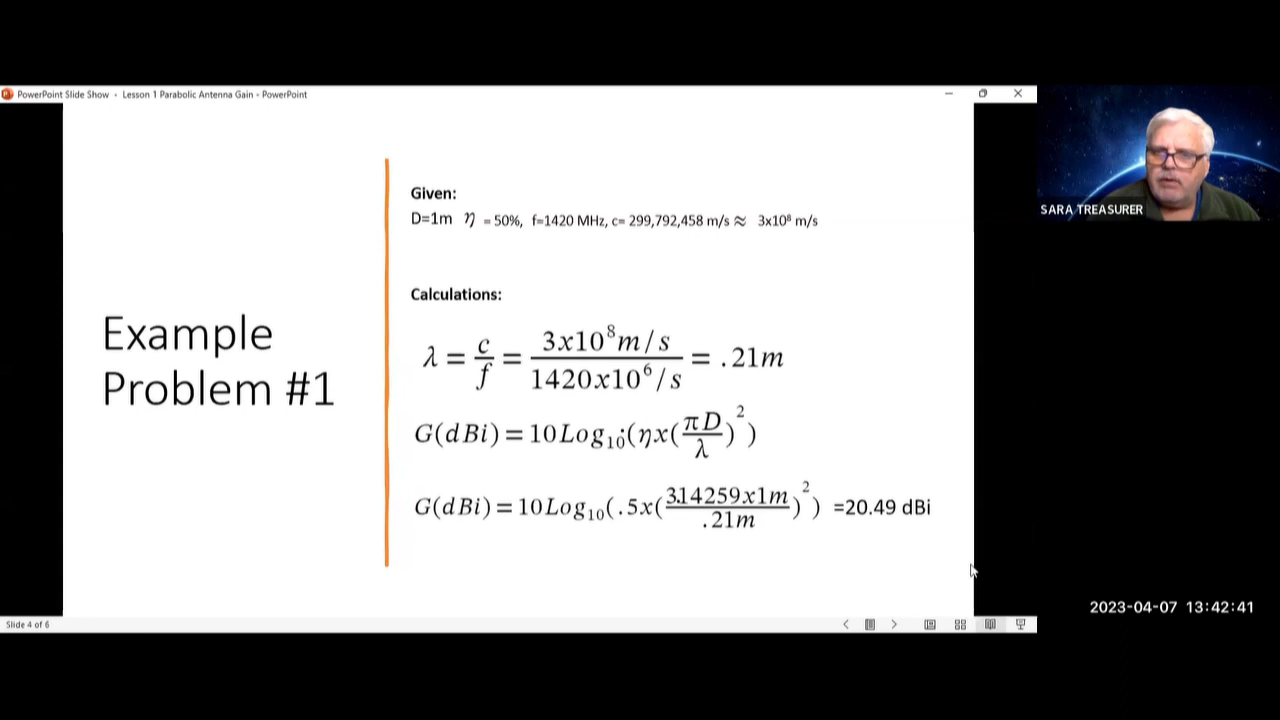 PowerPoint Slide Show - Lesson 1 Parabolic Antenna Gain - PowerPoint
Example
Problem #1
Given:
D=1m η = 50%, f=1420 MHz, c= 299,792,458 m/s ≈ 3x10⁸ m/s
Calculations:
λ = c/f = 3x10⁸m/s / 1420x10⁶/s = .21m
G(dBi) = 10Log₁₀(ηx(πD/λ)²)
G(dBi) = 10Log₁₀(.5x(3.14259x1m/.21m)²) =20.49 dBi
SARA TREASURER
2023-04-07 13:42:41
Slide 4 of 6